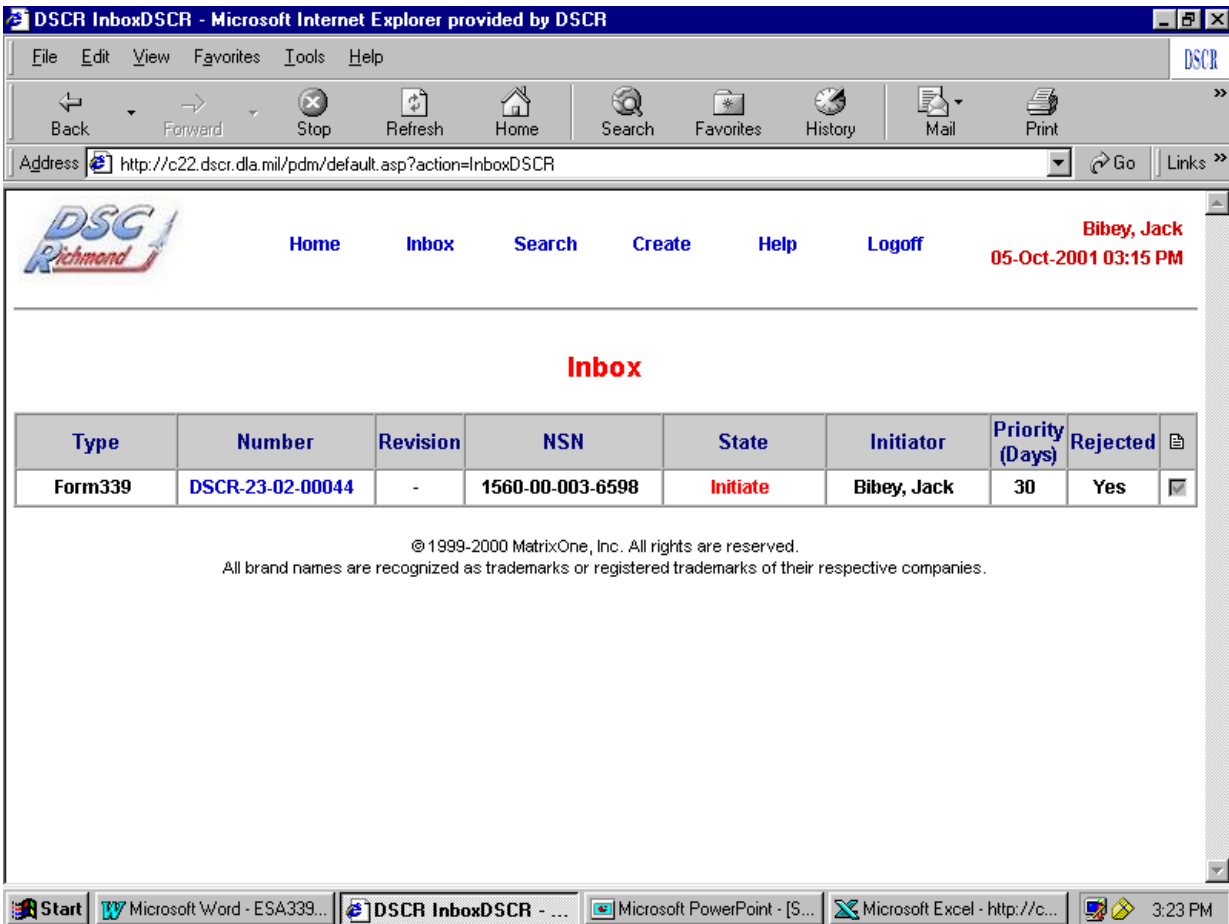 DSCR InboxDSCR - Microsoft Internet Explorer provided by DSCR
File Edit View Favorites Tools Help DSCR
Back Forward Stop Refresh Home Search Favorites History Mail Print »
Address http://c22.dscr.dla.mil/pdm/default.asp?action=InboxDSCR Go Links »
DSC Richmond
Home Inbox Search Create Help Logoff
Bibey, Jack
05-Oct-2001 03:15 PM
Inbox
Type Number Revision NSN State Initiator Priority (Days) Rejected
Form339 DSCR-23-02-00044 - 1560-00-003-6598 Initiate Bibey, Jack 30 Yes
© 1999-2000 MatrixOne, Inc. All rights are reserved.
All brand names are recognized as trademarks or registered trademarks of their respective companies.
Start Microsoft Word - ESA339... DSCR InboxDSCR - ... Microsoft PowerPoint - [S... Microsoft Excel - http://c... 3:23 PM